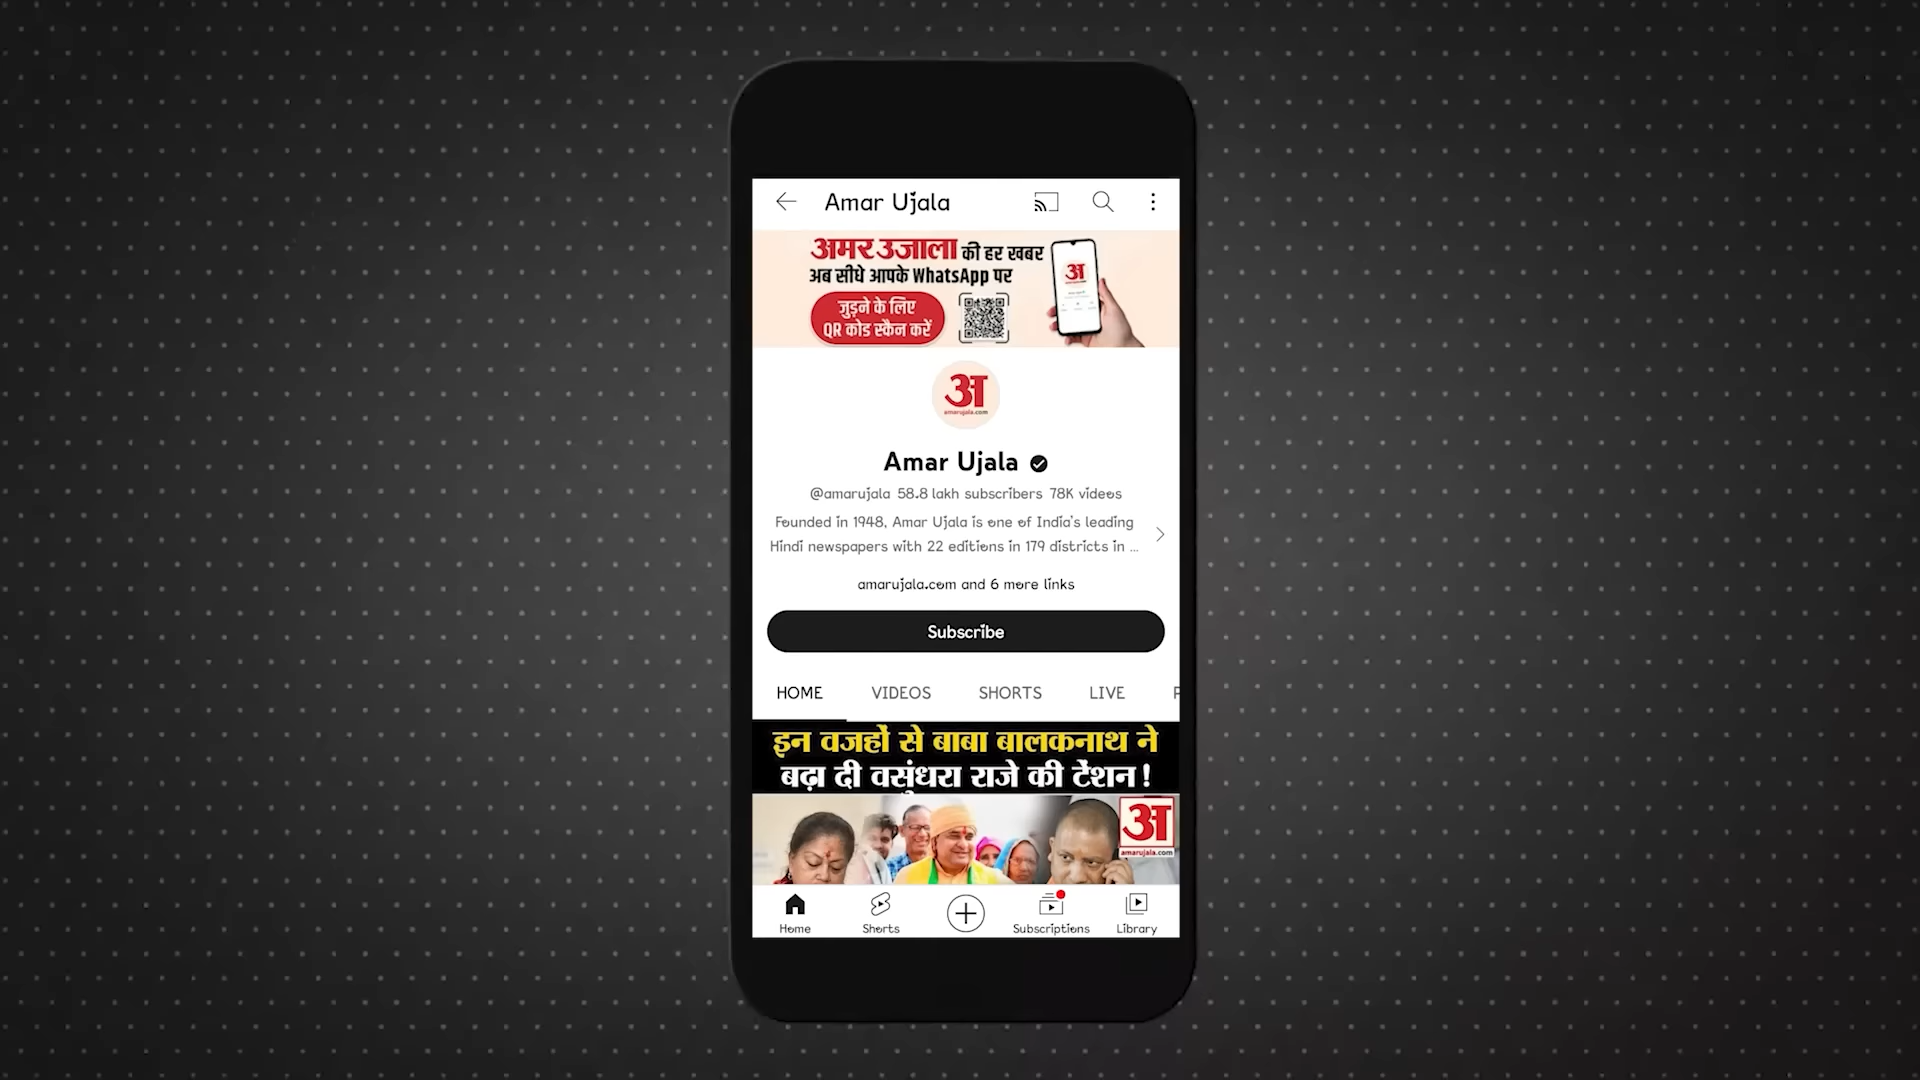 Amar Ujala
अमर उजाला की हर खबर
अब सीधे आपके WhatsApp पर
जुड़ने के लिए
QR कोड स्कैन करें
अ
अ
amarujala.com
Amar Ujala
@amarujala 58.8 lakh subscribers 78K videos
Founded in 1948, Amar Ujala is one of India's leading
Hindi newspapers with 22 editions in 179 districts in ...
amarujala.com and 6 more links
Subscribe
HOME VIDEOS SHORTS LIVE P
इन वजहों से बाबा बालकनाथ ने
बढ़ा दी वसुंधरा राजे की टेंशन!
अ
amarujala.com
Home Shorts Subscriptions Library